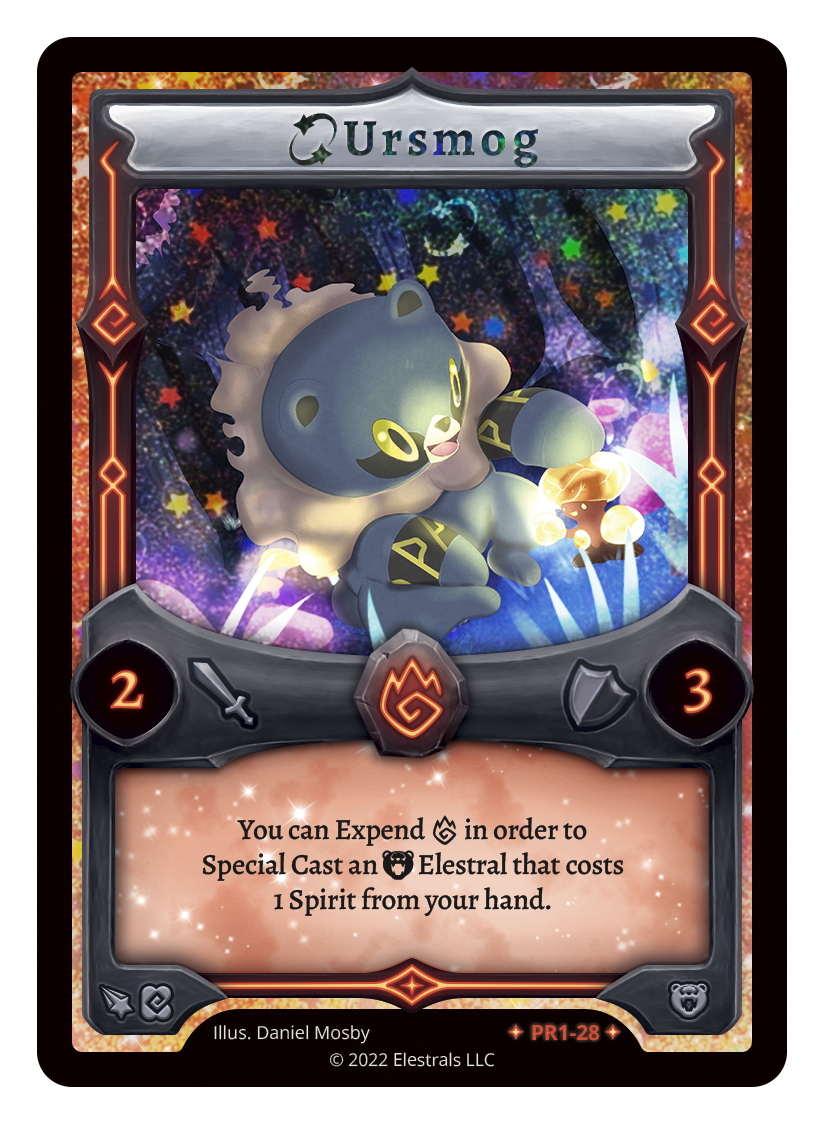 Ursmog
2
3
You can Expend in order to
Special Cast an Elestral that costs
1 Spirit from your hand.
Illus. Daniel Mosby
PR1-28
© 2022 Elestrals LLC